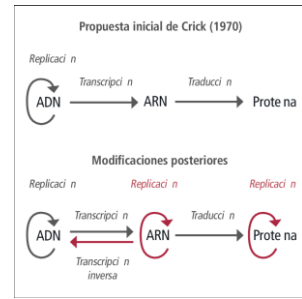 Propuesta inicial de Crick (1970)
Replicaci n
Transcripci n
Traducci n
ADN
ARN
Prote na
Modificaciones posteriores
Replicaci n
Replicaci n
Replicaci n
Transcripci n
Traducci n
ADN
ARN
Prote na
Transcripci n
inversa